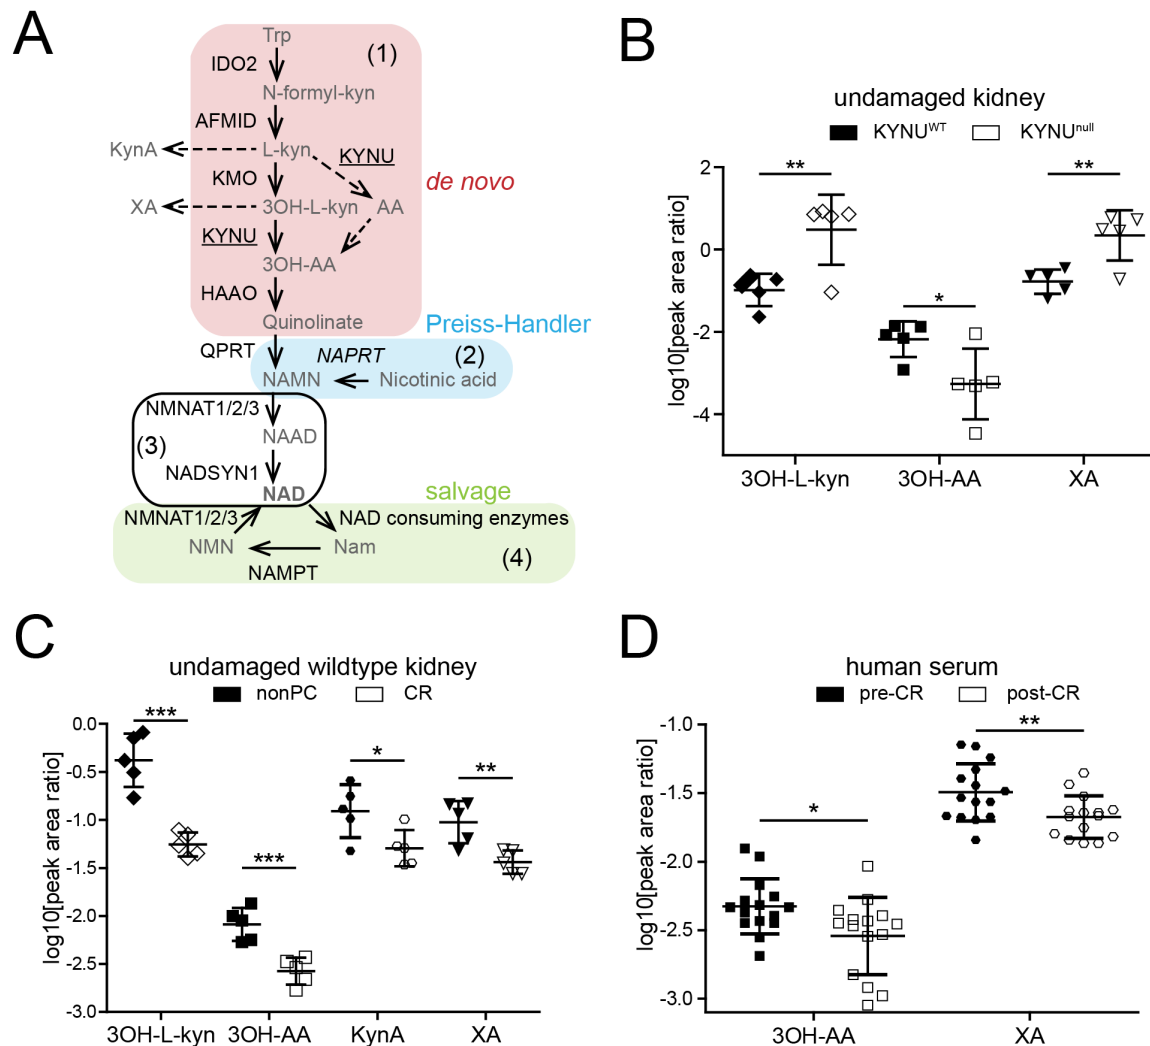 A
Trp
(1)
IDO2
N-formyl-kyn
AFMID
KynA
L-kyn
KYNU
KMO
de novo
XA
3OH-L-kyn
AA
KYNU
3OH-AA
HAAO
Quinolinate
Preiss-Handler
QPRT
NAPRT
(2)
NAMN
Nicotinic acid
NMNAT1/2/3
(3)
NAAD
NADSYN1
NAD
salvage
NMNAT1/2/3
NAD consuming enzymes
NMN
Nam
(4)
NAMPT
B
undamaged kidney
KYNUWT KYNUnull
log10[peak area ratio]
2
0
-2
-4
**
*
**
3OH-L-kyn 3OH-AA XA
C
undamaged wildtype kidney
nonPC CR
log10[peak area ratio]
0.0
-0.5
-1.0
-1.5
-2.0
-2.5
-3.0
***
***
*
**
3OH-L-kyn 3OH-AA KynA XA
D
human serum
pre-CR post-CR
log10[peak area ratio]
-1.0
-1.5
-2.0
-2.5
-3.0
*
**
3OH-AA XA